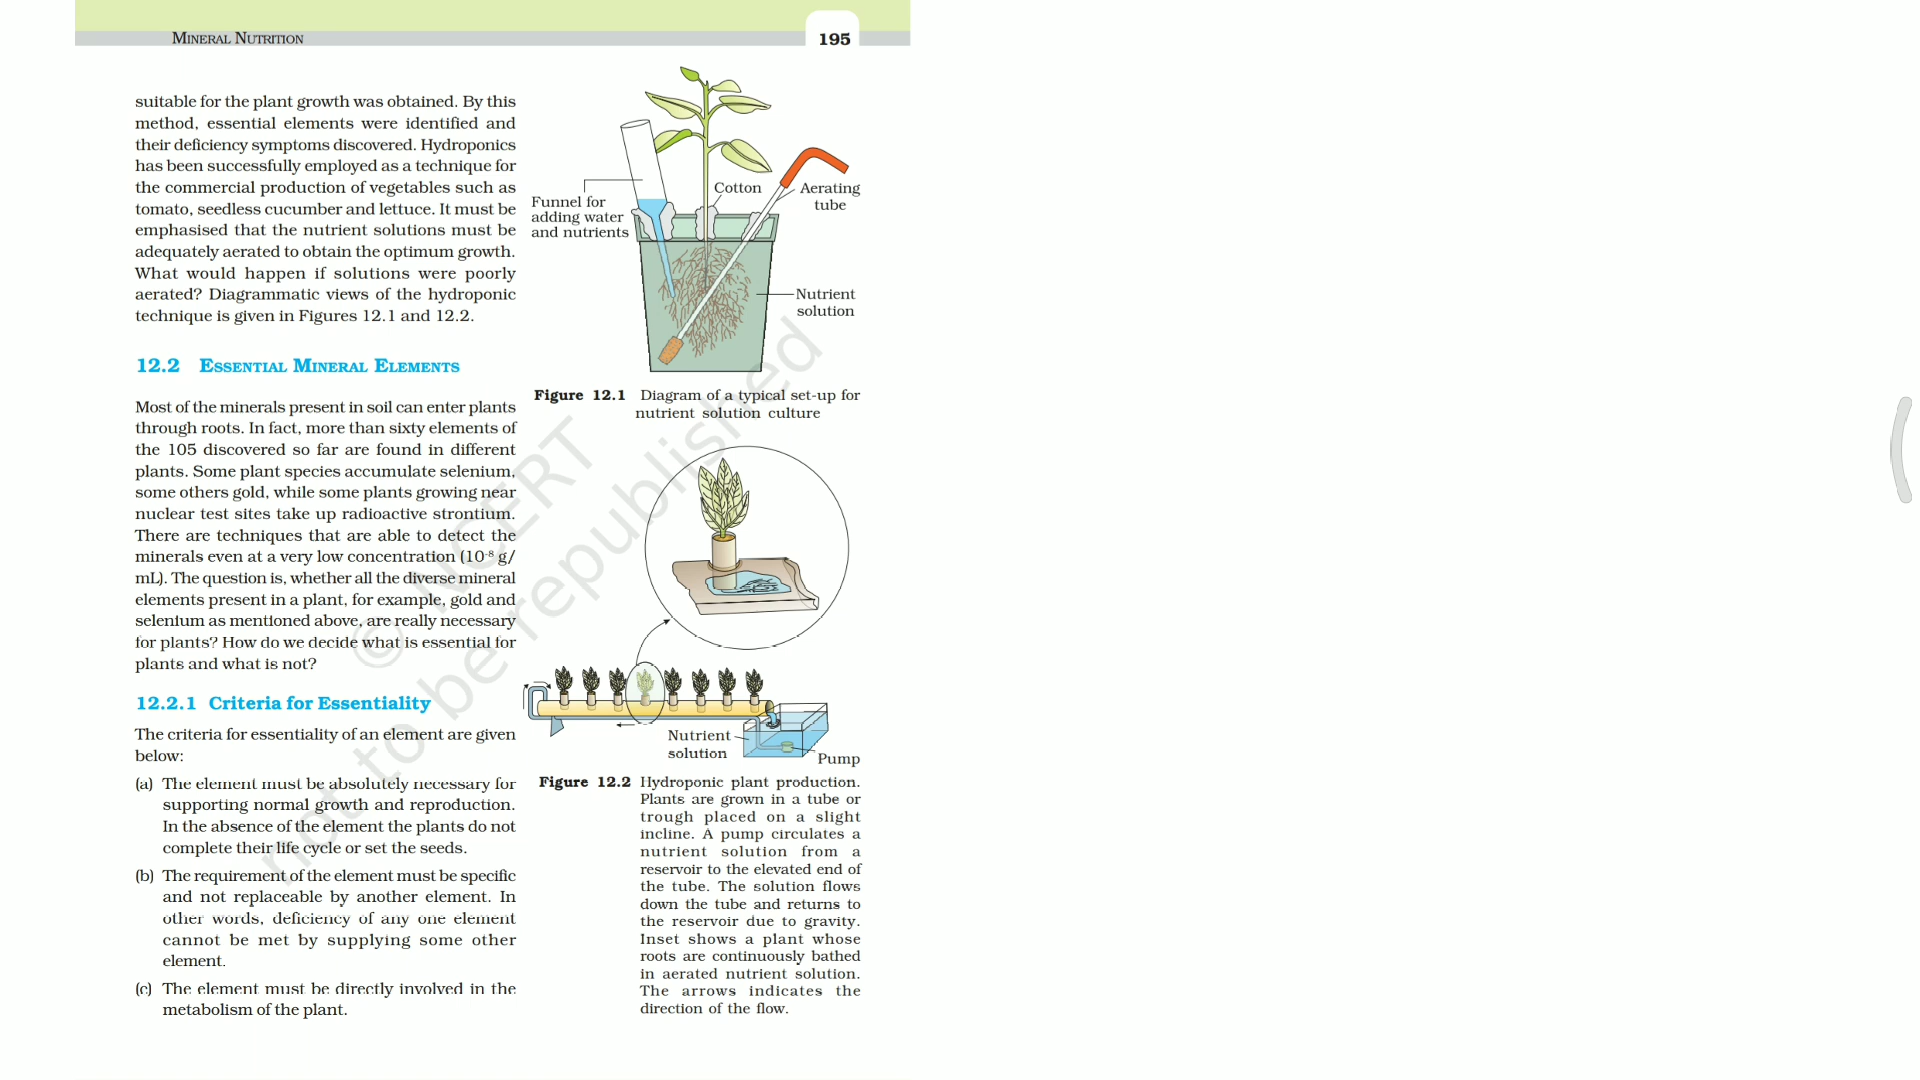 MINERAL NUTRITION
195
suitable for the plant growth was obtained. By this
method, essential elements were identified and
their deficiency symptoms discovered. Hydroponics
has been successfully employed as a technique for
the commercial production of vegetables such as
tomato, seedless cucumber and lettuce. It must be
emphasised that the nutrient solutions must be
adequately aerated to obtain the optimum growth.
What would happen if solutions were poorly
aerated? Diagrammatic views of the hydroponic
technique is given in Figures 12.1 and 12.2.
12.2 ESSENTIAL MINERAL ELEMENTS
Most of the minerals present in soil can enter plants
through roots. In fact, more than sixty elements of
the 105 discovered so far are found in different
plants. Some plant species accumulate selenium,
some others gold, while some plants growing near
nuclear test sites take up radioactive strontium.
There are techniques that are able to detect the
minerals even at a very low concentration (10⁻⁸ g/
mL). The question is, whether all the diverse mineral
elements present in a plant, for example, gold and
selenium as mentioned above, are really necessary
for plants? How do we decide what is essential for
plants and what is not?
12.2.1 Criteria for Essentiality
The criteria for essentiality of an element are given
below:
(a) The element must be absolutely necessary for
supporting normal growth and reproduction.
In the absence of the element the plants do not
complete their life cycle or set the seeds.
(b) The requirement of the element must be specific
and not replaceable by another element. In
other words, deficiency of any one element
cannot be met by supplying some other
element.
(c) The element must be directly involved in the
metabolism of the plant.
Funnel for
adding water
and nutrients
Cotton
Aerating
tube
Nutrient
solution
Figure 12.1 Diagram of a typical set-up for
nutrient solution culture
Nutrient
solution
Pump
Figure 12.2 Hydroponic plant production.
Plants are grown in a tube or
trough placed on a slight
incline. A pump circulates a
nutrient solution from a
reservoir to the elevated end of
the tube. The solution flows
down the tube and returns to
the reservoir due to gravity.
Inset shows a plant whose
roots are continuously bathed
in aerated nutrient solution.
The arrows indicates the
direction of the flow.
© NCERT
not to be republished